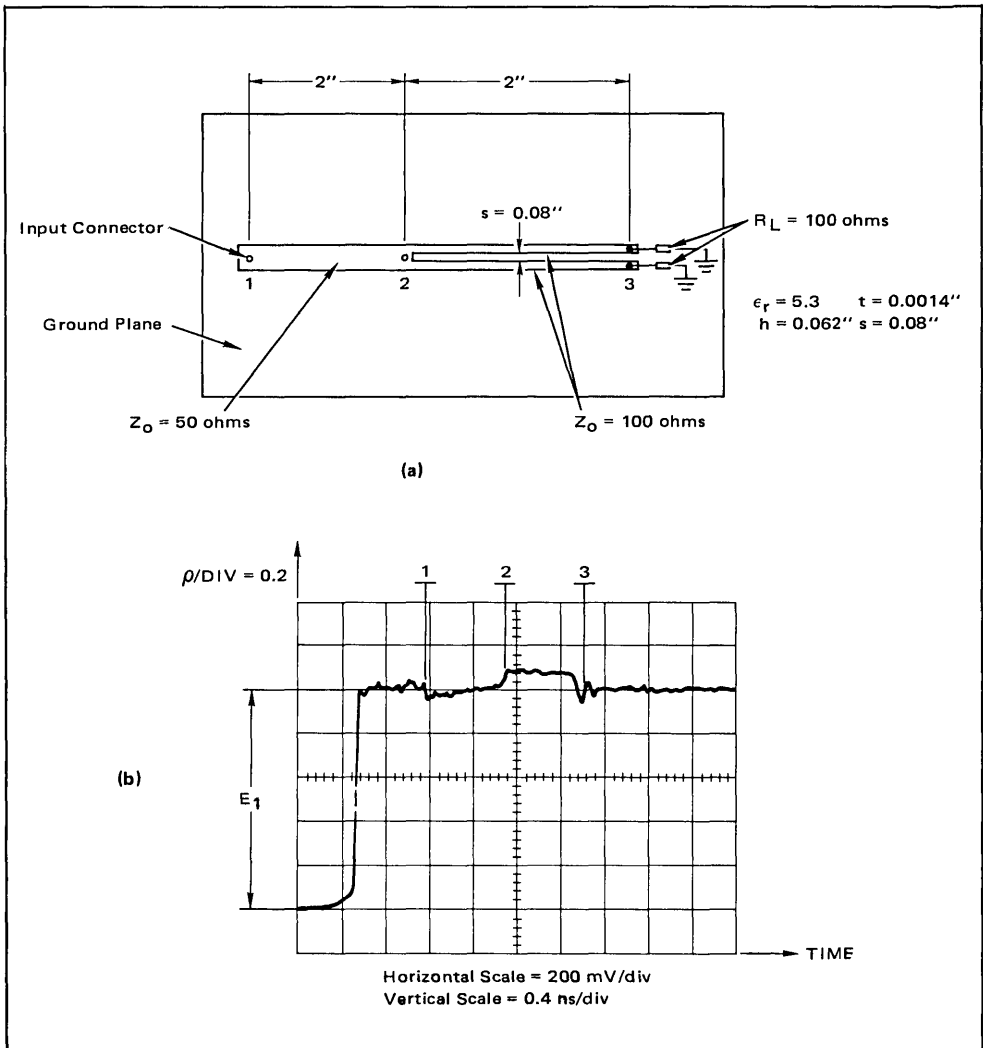 2” 2”
Input Connector
s = 0.08”
R_L = 100 ohms
1 2 3
ϵ_r = 5.3 t = 0.0014”
h = 0.062” s = 0.08”
Ground Plane
Z_o = 50 ohms
Z_o = 100 ohms
(a)
ρ/DIV = 0.2
1 2 3
(b)
E_1
TIME
Horizontal Scale = 200 mV/div
Vertical Scale = 0.4 ns/div